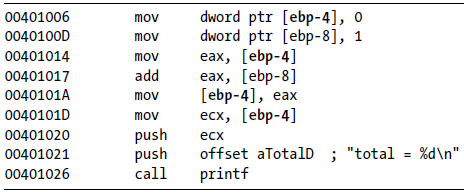 00401006 mov dword ptr [ebp-4], 0
0040100D mov dword ptr [ebp-8], 1
00401014 mov eax, [ebp-4]
00401017 add eax, [ebp-8]
0040101A mov [ebp-4], eax
0040101D mov ecx, [ebp-4]
00401020 push ecx
00401021 push offset aTotalD ; "total = %d\n"
00401026 call printf